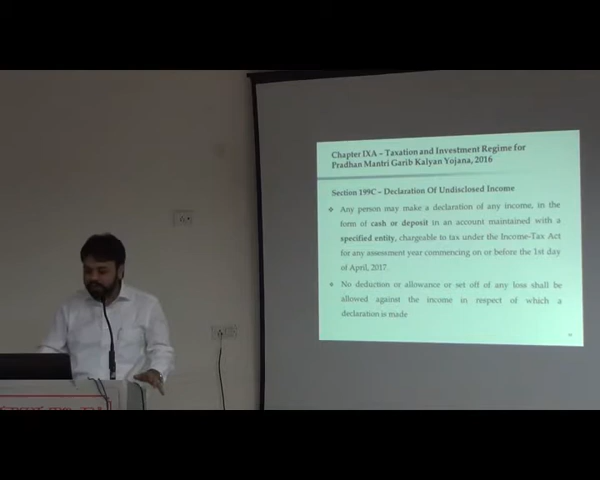 Chapter IXA – Taxation and Investment Regime for
Pradhan Mantri Garib Kalyan Yojana, 2016
Section 199C – Declaration Of Undisclosed Income
❖ Any person may make a declaration of any income, in the
form of cash or deposit in an account maintained with a
specified entity, chargeable to tax under the Income-Tax Act
for any assessment year commencing on or before the 1st day
of April, 2017
❖ No deduction or allowance or set off of any loss shall be
allowed against the income in respect of which a
declaration is made